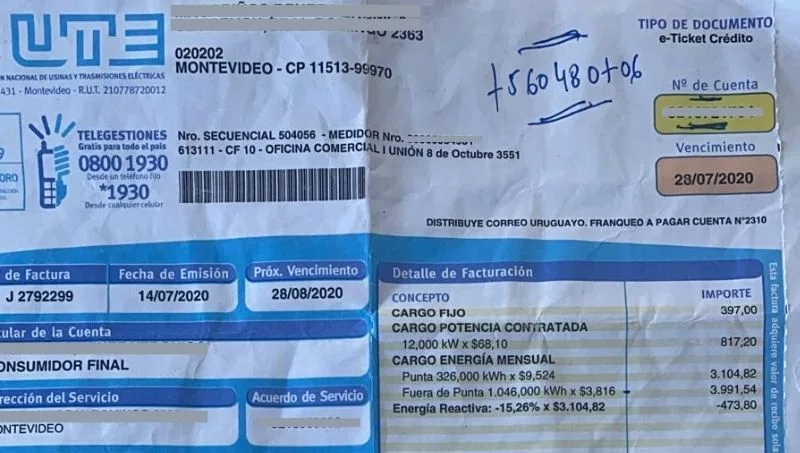 UTE
N NACIONAL DE USINAS Y TRASMISIONES ELÉCTRICAS
431 - Montevideo - R.U.T. 210778720012
2363
020202
MONTEVIDEO - CP 11513-99970
+56048 0+06
TIPO DE DOCUMENTO
e-Ticket Crédito
Nº de Cuenta
Vencimiento
28/07/2020
TELEGESTIONES
Gratis para todo el país
0800 1930
Desde un teléfono fijo
*1930
Desde cualquier celular
Nro. SECUENCIAL 504056 - MEDIDOR Nro.
613111 - CF 10 - OFICINA COMERCIAL I UNIÓN 8 de Octubre 3551
DISTRIBUYE CORREO URUGUAYO. FRANQUEO A PAGAR CUENTA N°2310
de Factura
J 2792299
Fecha de Emisión
14/07/2020
Próx. Vencimiento
28/08/2020
tular de la Cuenta
ONSUMIDOR FINAL
rección del Servicio
ONTEVIDEO
Acuerdo de Servicio
Detalle de Facturación
CONCEPTO IMPORTE
CARGO FIJO 397,00
CARGO POTENCIA CONTRATADA
12,000 kW x $68,10 817,20
CARGO ENERGÍA MENSUAL
Punta 326,000 kWh x $9,524 3.104,82
Fuera de Punta 1.046,000 kWh x $3,816 3.991,54
Energía Reactiva: -15,26% x $3.104,82 -473,80
Esta factura adquiere valor de recibo sola